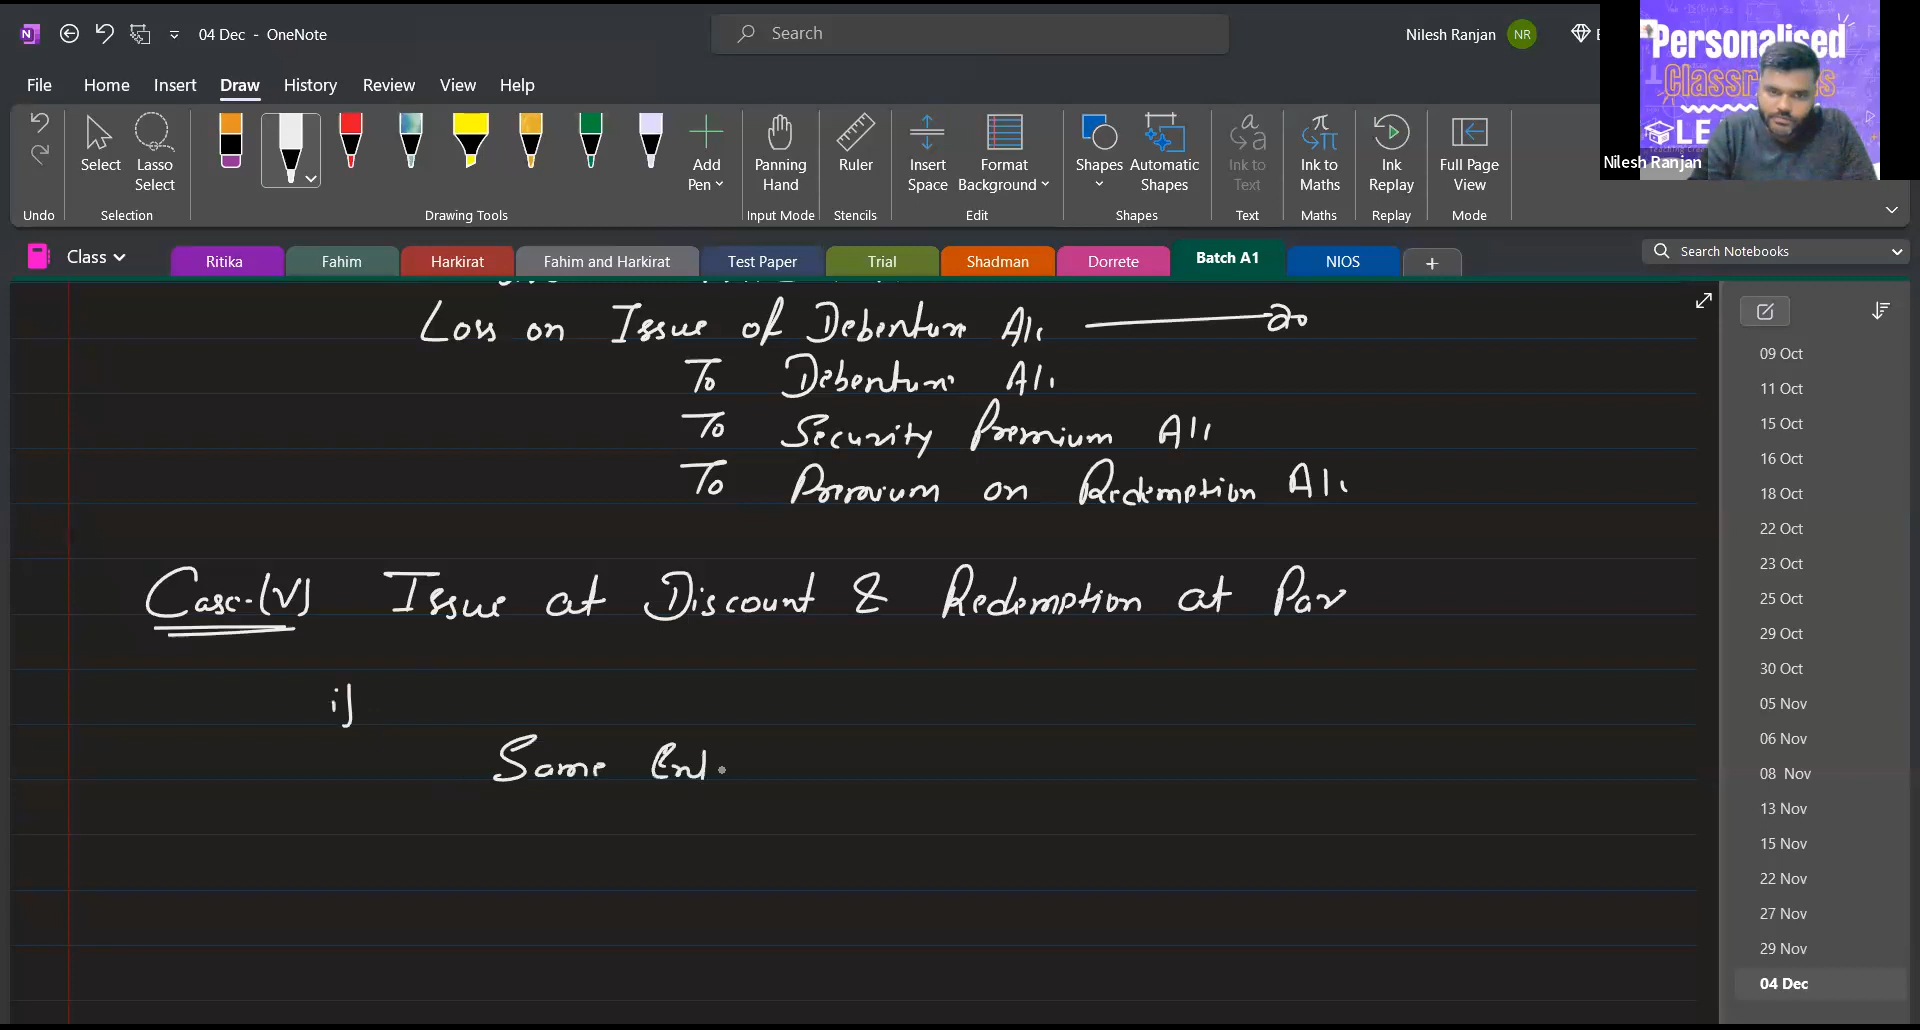 04 Dec - OneNote
Search
Nilesh Ranjan NR
Personalised
Classrooms
LE
Nilesh Ranjan
File Home Insert Draw History Review View Help
Select Lasso Select Add Pen Panning Hand Ruler Insert Space Format Background Shapes Automatic Shapes Ink to Text Ink to Maths Ink Replay Full Page View
Undo Selection Drawing Tools Input Mode Stencils Edit Shapes Text Maths Replay Mode
Class Ritika Fahim Harkirat Fahim and Harkirat Test Paper Trial Shadman Dorrete Batch A1 NIOS + Search Notebooks
Loss on Issue of Debenture A/c 20
To Debenture A/c
To Security Premium A/c
To Premium on Redemption A/c
Case-(V) Issue at Discount & Redemption at Par
i)
Same Ent
09 Oct
11 Oct
15 Oct
16 Oct
18 Oct
22 Oct
23 Oct
25 Oct
29 Oct
30 Oct
05 Nov
06 Nov
08 Nov
13 Nov
15 Nov
22 Nov
27 Nov
29 Nov
04 Dec